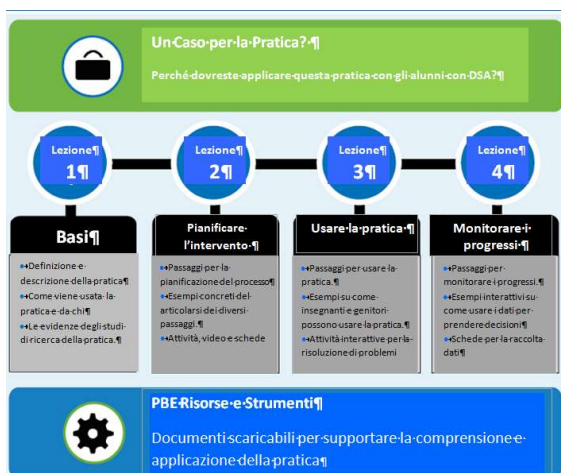 Un Caso per la Pratica? ¶
Perché dovreste applicare questa pratica con gli alunni con DSA?¶
Lezione¶
1¶
Lezione¶
2¶
Lezione¶
3¶
Lezione¶
4¶
Basi¶
•Definizione e
descrizione della pratica¶
•Come viene usata la
pratica e da chi¶
•Le evidenze degli studi
di ricerca della pratica.¶
Pianificare
l'intervento ¶
•Passaggi per la
pianificazione del processo¶
•Esempi concreti del
articolarsi dei diversi
passaggi.¶
•Attività, video e schede
Usare la pratica ¶
•Passaggi per usare la
pratica.¶
•Esempi su come
insegnanti e genitori
possono usare la pratica.¶
•Attività interattive per la
risoluzione di problemi
Monitorare i
progressi¶
•Passaggi per
monitorare i progressi.¶
•Esempi interattivi su
come usare i dati per
prendere decisioni¶
•Schede per la raccolta
dati¶
PBE Risorse e Strumenti¶
Documenti scaricabili per supportare la comprensione e
applicazione della pratica¶